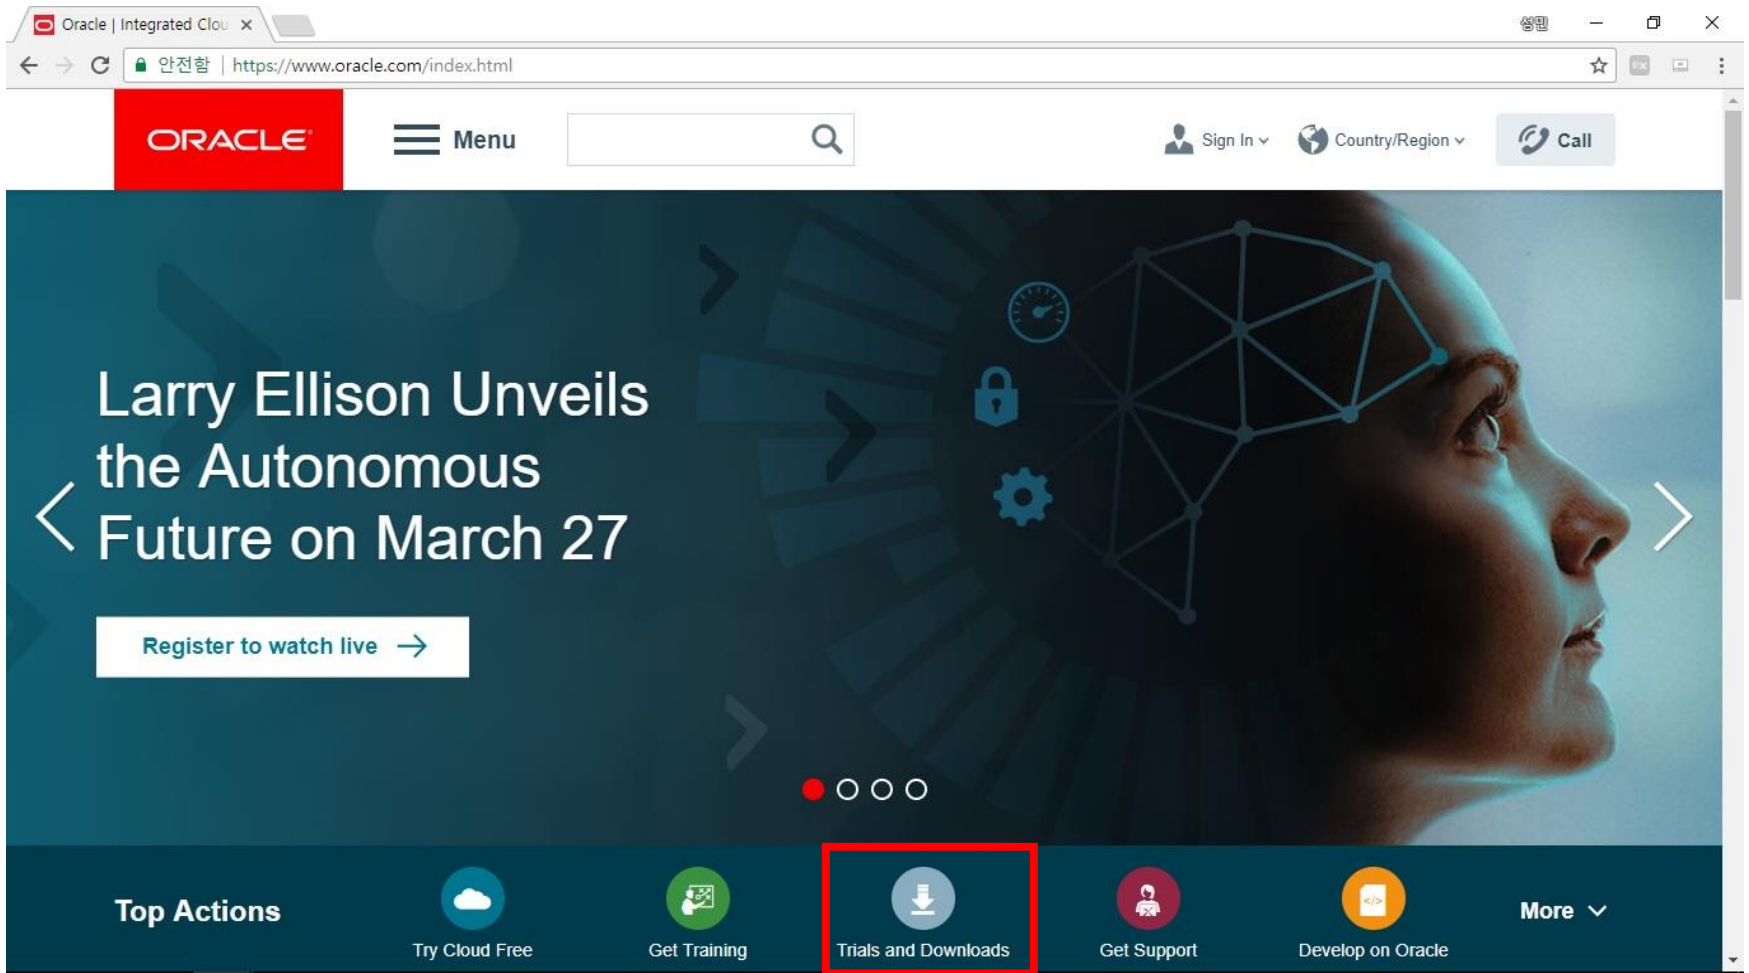 Oracle | Integrated Clou
성민
안전함 | https://www.oracle.com/index.html
ORACLE
Menu
Sign In
Country/Region
Call
Larry Ellison Unveils
the Autonomous
Future on March 27
Register to watch live
Top Actions
Try Cloud Free
Get Training
Trials and Downloads
Get Support
Develop on Oracle
More